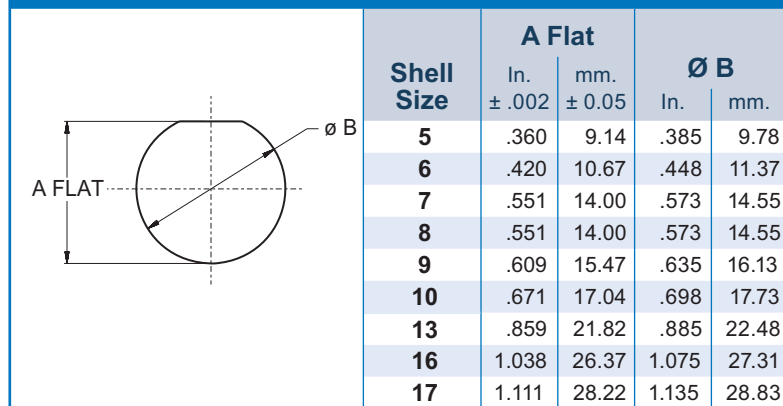 A Flat
Ø B
Shell Size
In. ± .002
mm. ± 0.05
In.
mm.
ø B
A FLAT
5 .360 9.14 .385 9.78
6 .420 10.67 .448 11.37
7 .551 14.00 .573 14.55
8 .551 14.00 .573 14.55
9 .609 15.47 .635 16.13
10 .671 17.04 .698 17.73
13 .859 21.82 .885 22.48
16 1.038 26.37 1.075 27.31
17 1.111 28.22 1.135 28.83